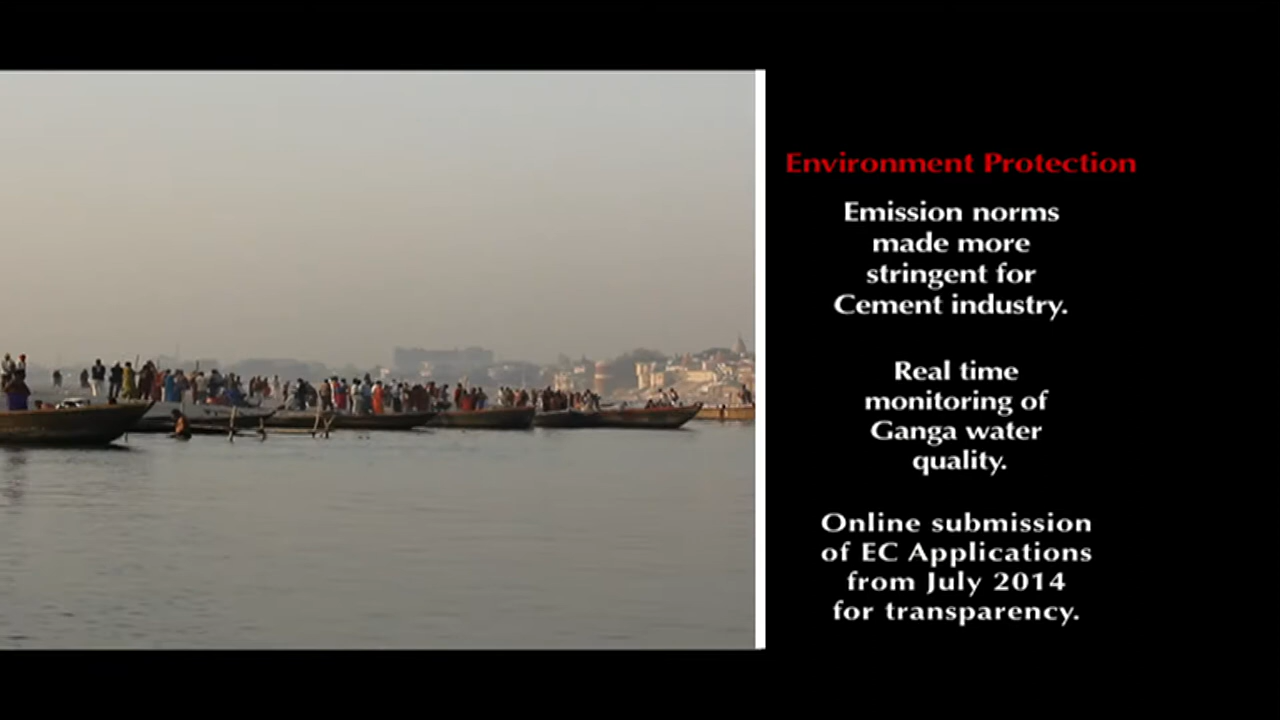 Environment Protection
Emission norms
made more
stringent for
Cement industry.
Real time
monitoring of
Ganga water
quality.
Online submission
of EC Applications
from July 2014
for transparency.